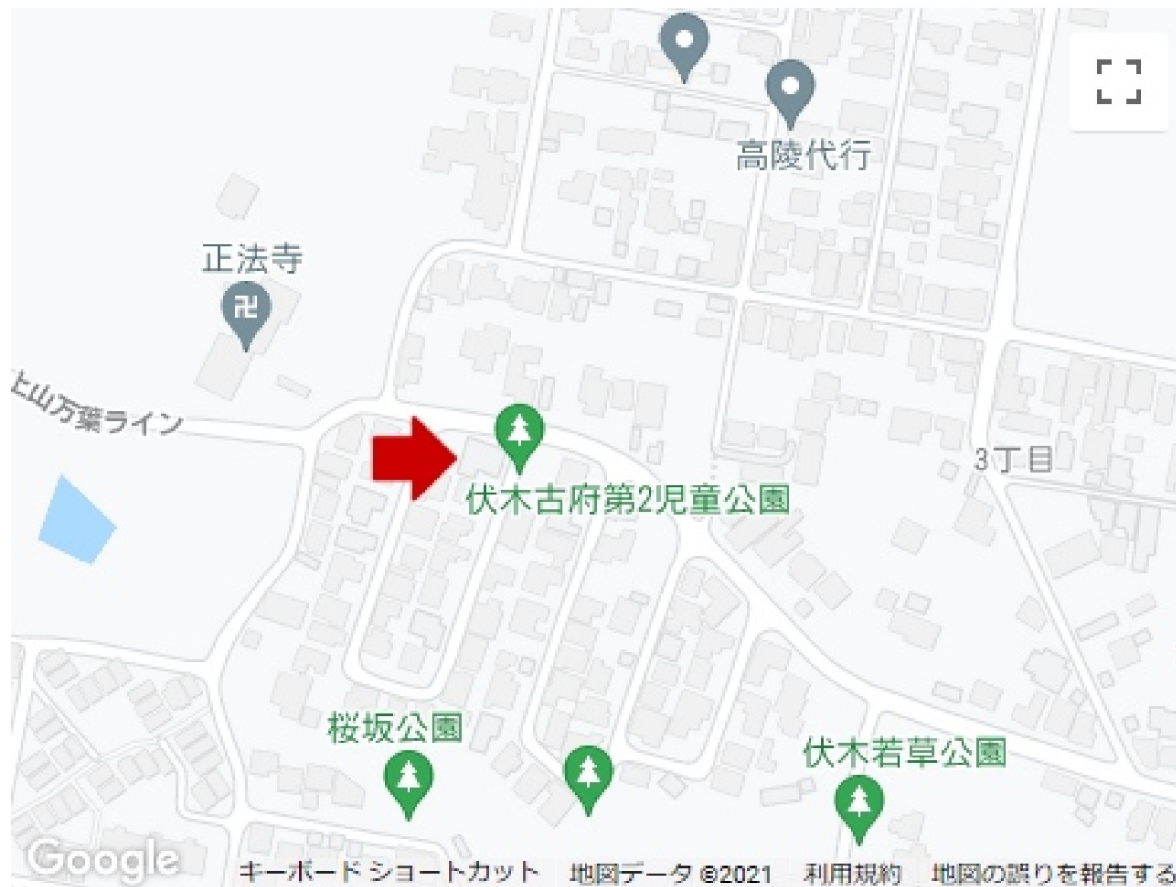 高陵代行
正法寺
上山万葉ライン
3丁目
伏木古府第2児童公園
桜坂公園
伏木若草公園
Google
キーボード ショートカット 地図データ ©2021 利用規約 地図の誤りを報告する